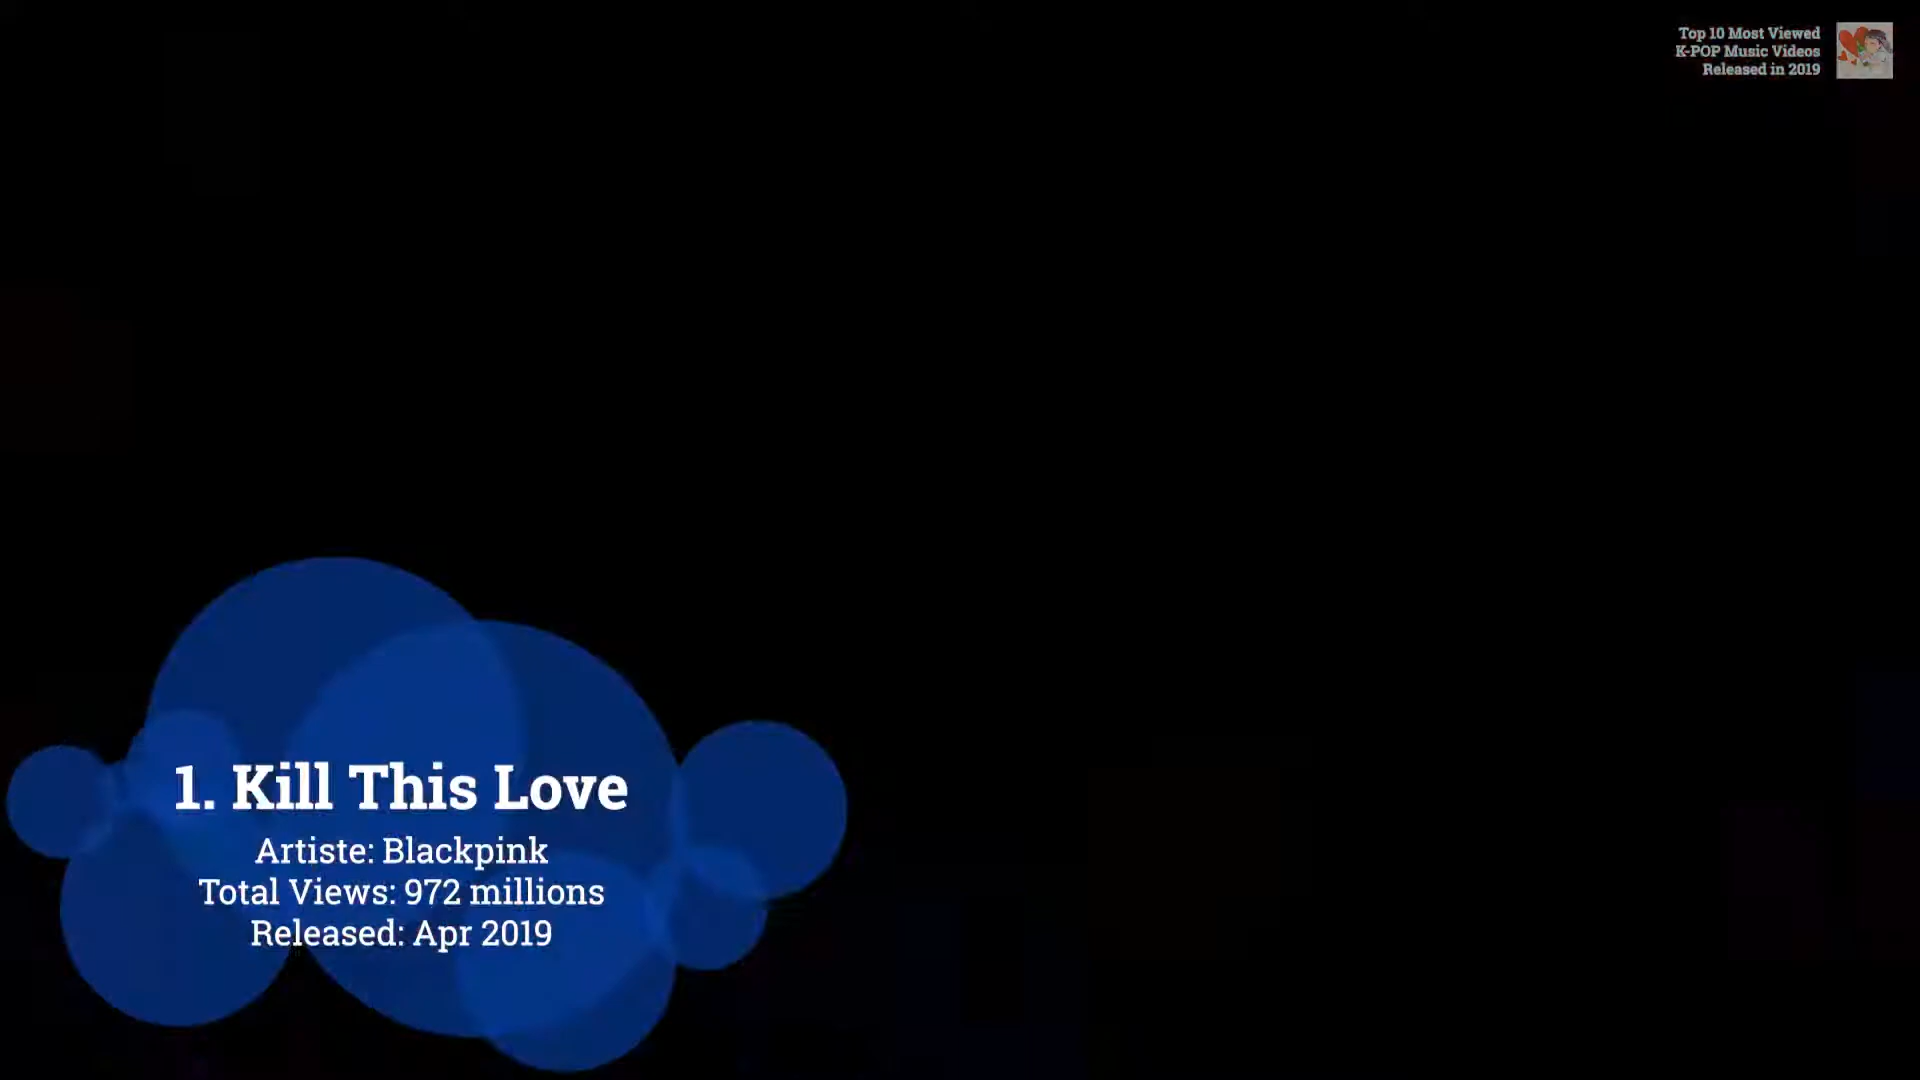 Top 10 Most Viewed
K-POP Music Videos
Released in 2019
1. Kill This Love
Artiste: Blackpink
Total Views: 972 millions
Released: Apr 2019